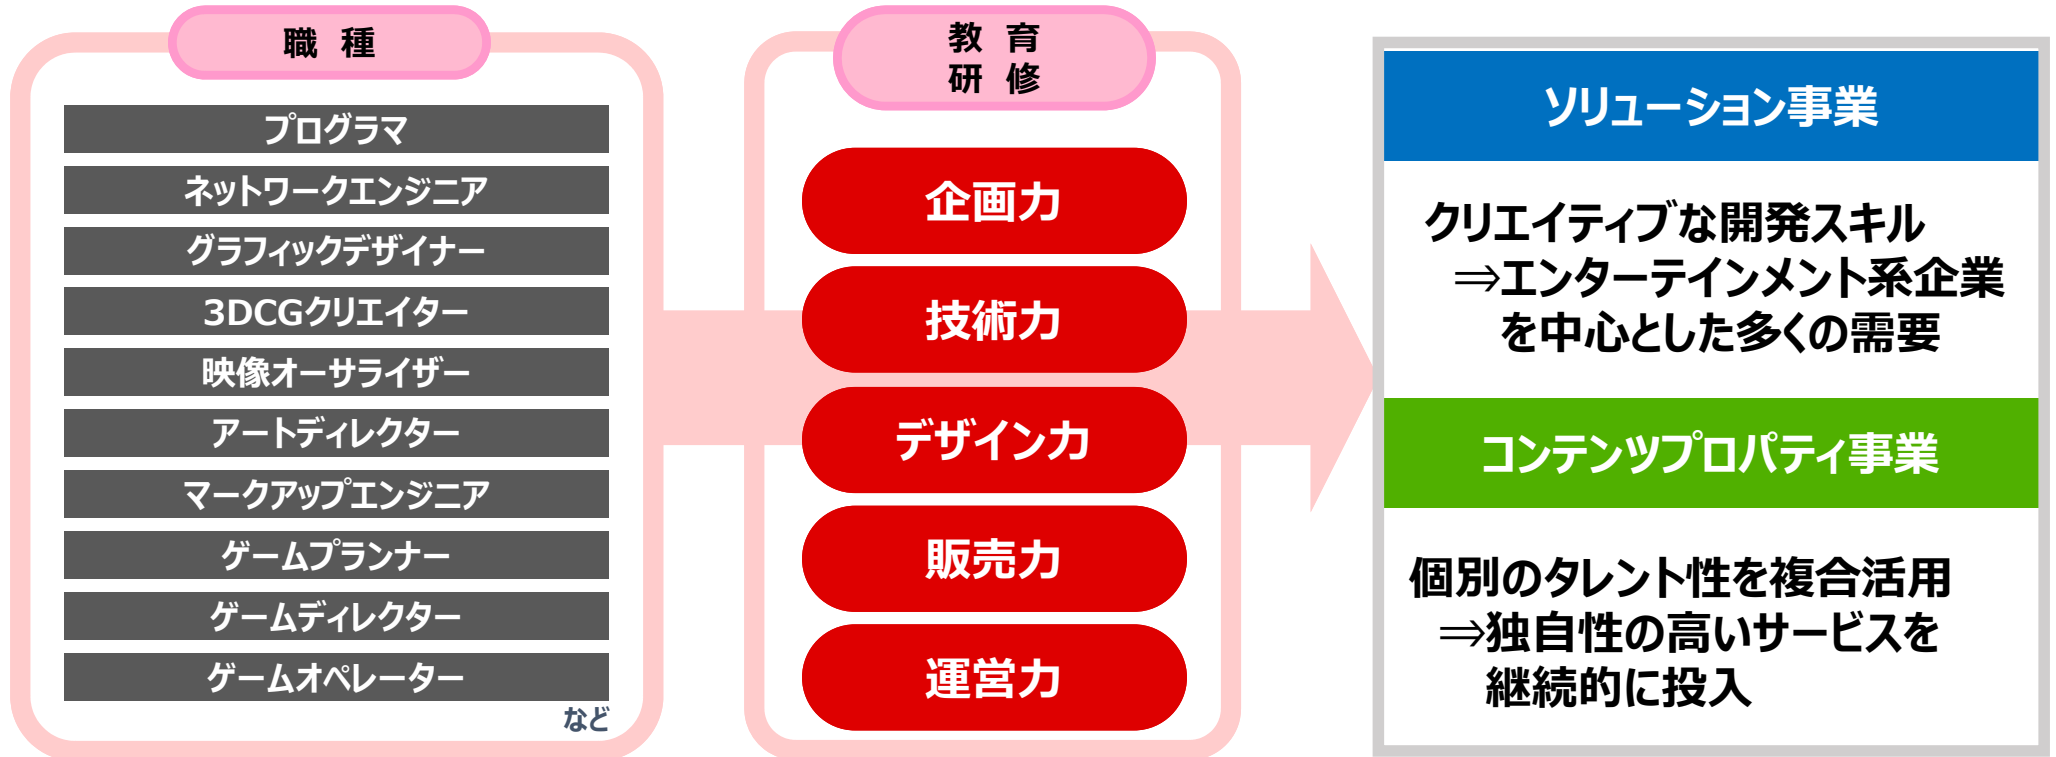 職 種
プログラマ
ネットワークエンジニア
グラフィックデザイナー
3DCGクリエイター
映像オーサライザー
アートディレクター
マークアップエンジニア
ゲームプランナー
ゲームディレクター
ゲームオペレーター
など
教 育
研 修
企画力
技術力
デザイン力
販売力
運営力
ソリューション事業
クリエイティブな開発スキル
⇒エンターテインメント系企業
を中心とした多くの需要
コンテンツプロパティ事業
個別のタレント性を複合活用
⇒独自性の高いサービスを
継続的に投入